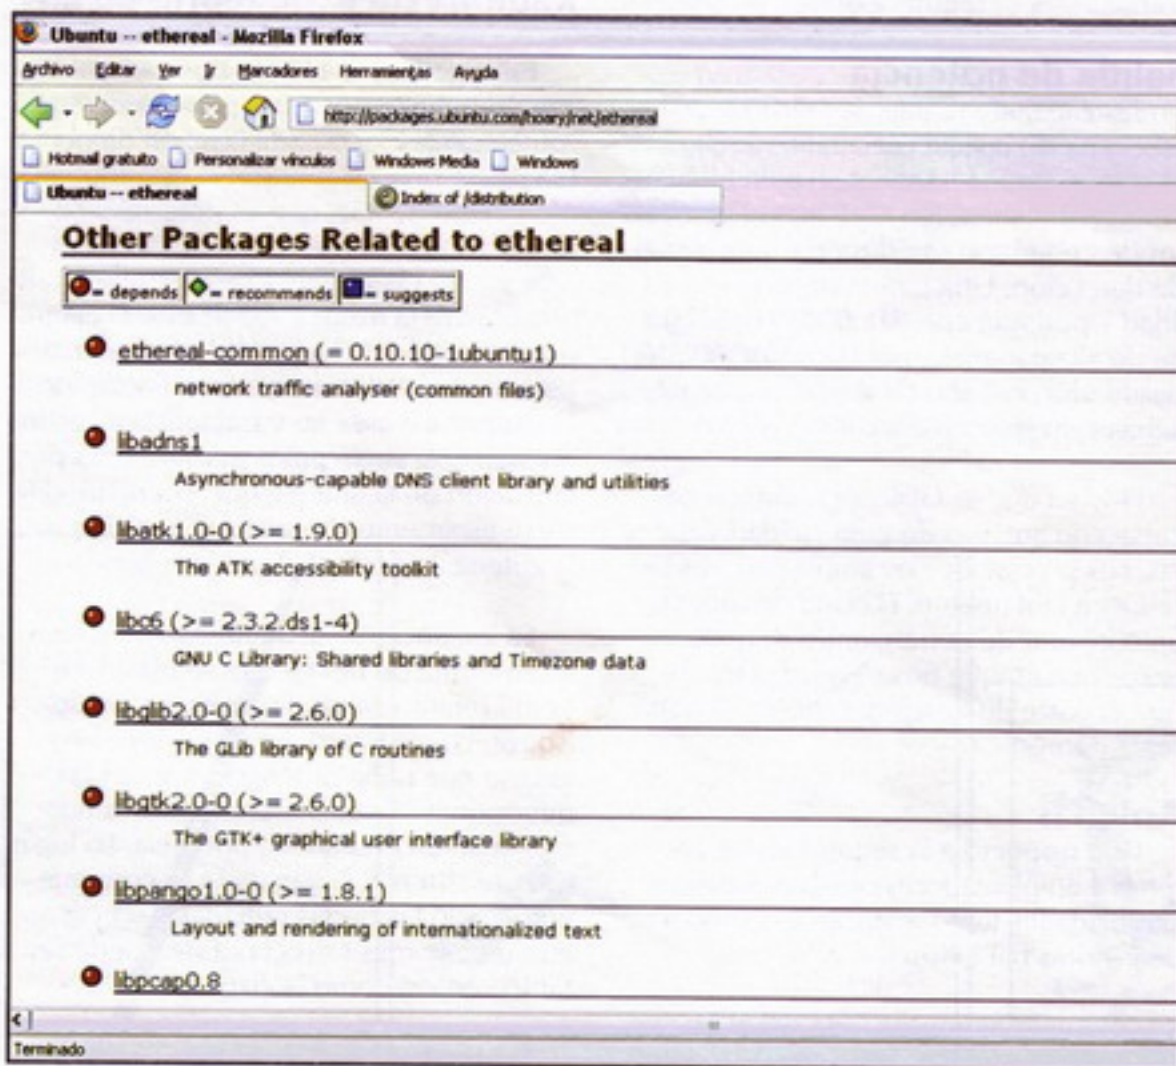 Ubuntu -- ethereal - Mozilla Firefox
Archivo Editar Ver Ir Marcadores Herramientas Ayuda
http://packages.ubuntu.com/hoary/net/ethereal
Hotmail gratuito Personalizar vínculos Windows Media Windows
Ubuntu -- ethereal Index of /distribution
Other Packages Related to ethereal
= depends = recommends = suggests
ethereal-common (= 0.10.10-1ubuntu1)
network traffic analyser (common files)
libadns1
Asynchronous-capable DNS client library and utilities
libatk1.0-0 (>= 1.9.0)
The ATK accessibility toolkit
libc6 (>= 2.3.2.ds1-4)
GNU C Library: Shared libraries and Timezone data
libglib2.0-0 (>= 2.6.0)
The GLib library of C routines
libgtk2.0-0 (>= 2.6.0)
The GTK+ graphical user interface library
libpango1.0-0 (>= 1.8.1)
Layout and rendering of internationalized text
libpcap0.8
Terminado